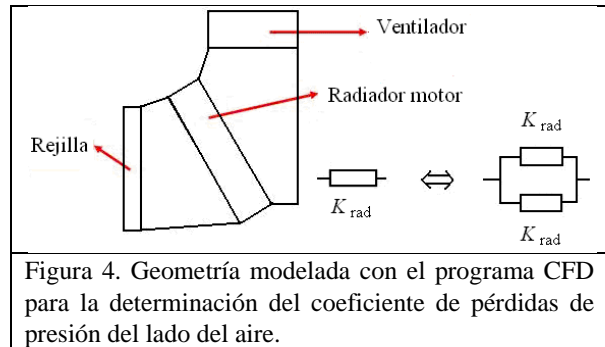 Ventilador
Radiador motor
Rejilla
K rad
K rad
K rad
Figura 4. Geometría modelada con el programa CFD
para la determinación del coeficiente de pérdidas de
presión del lado del aire.